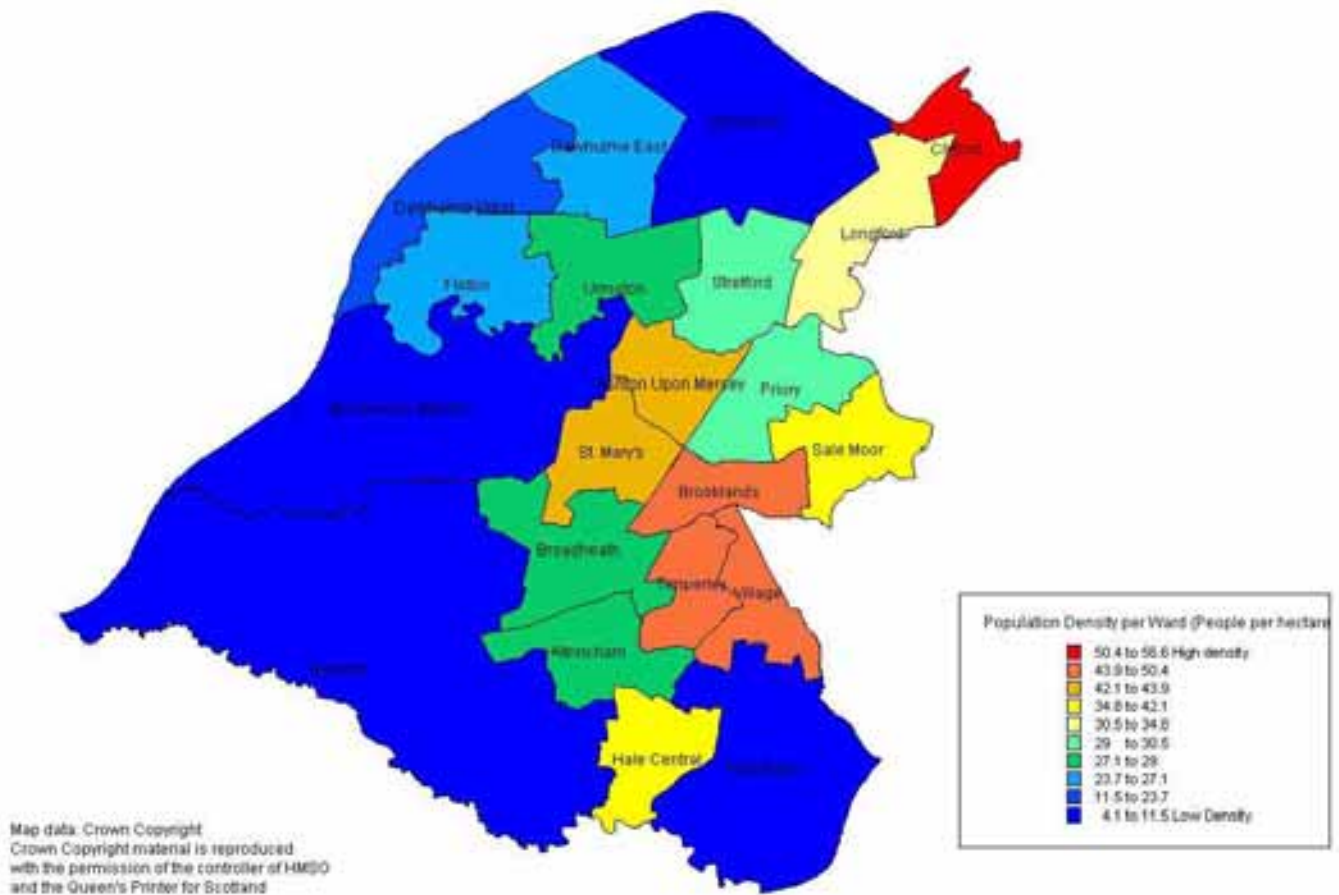 Clifford
Longford
Flixton
Urmston
Stretford
Priory
St. Mary's
Sale Moor
Brooklands
Broadheath
Timperley
Village
Altrincham
Hale Central
Upon Mersey
East
Population Density per Ward (People per hectare
50.4 to 56.6 High density
43.9 to 50.4
42.1 to 43.9
34.8 to 42.1
30.5 to 34.8
29 to 30.5
27.1 to 29
23.7 to 27.1
11.5 to 23.7
4.1 to 11.5 Low Density
Map data: Crown Copyright
Crown Copyright material is reproduced
with the permission of the controller of HMSO
and the Queen's Printer for Scotland